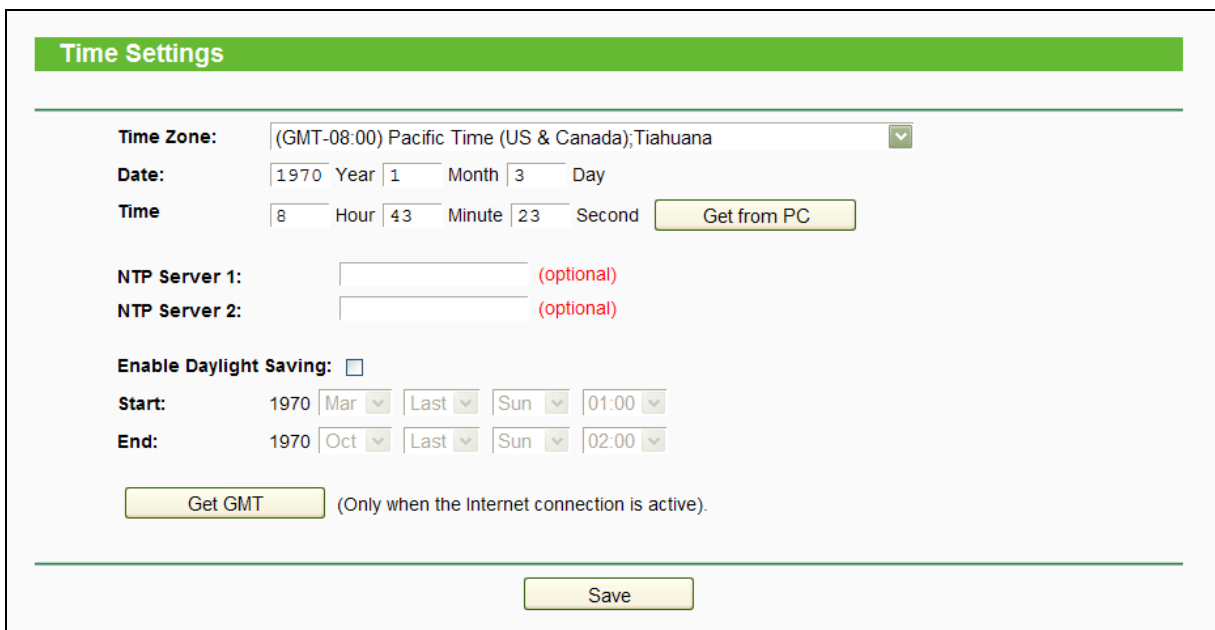 Time Settings
Time Zone: (GMT-08:00) Pacific Time (US & Canada);Tiahuana
Date: 1970 Year 1 Month 3 Day
Time 8 Hour 43 Minute 23 Second Get from PC
NTP Server 1: (optional)
NTP Server 2: (optional)
Enable Daylight Saving:
Start: 1970 Mar Last Sun 01:00
End: 1970 Oct Last Sun 02:00
Get GMT (Only when the Internet connection is active).
Save